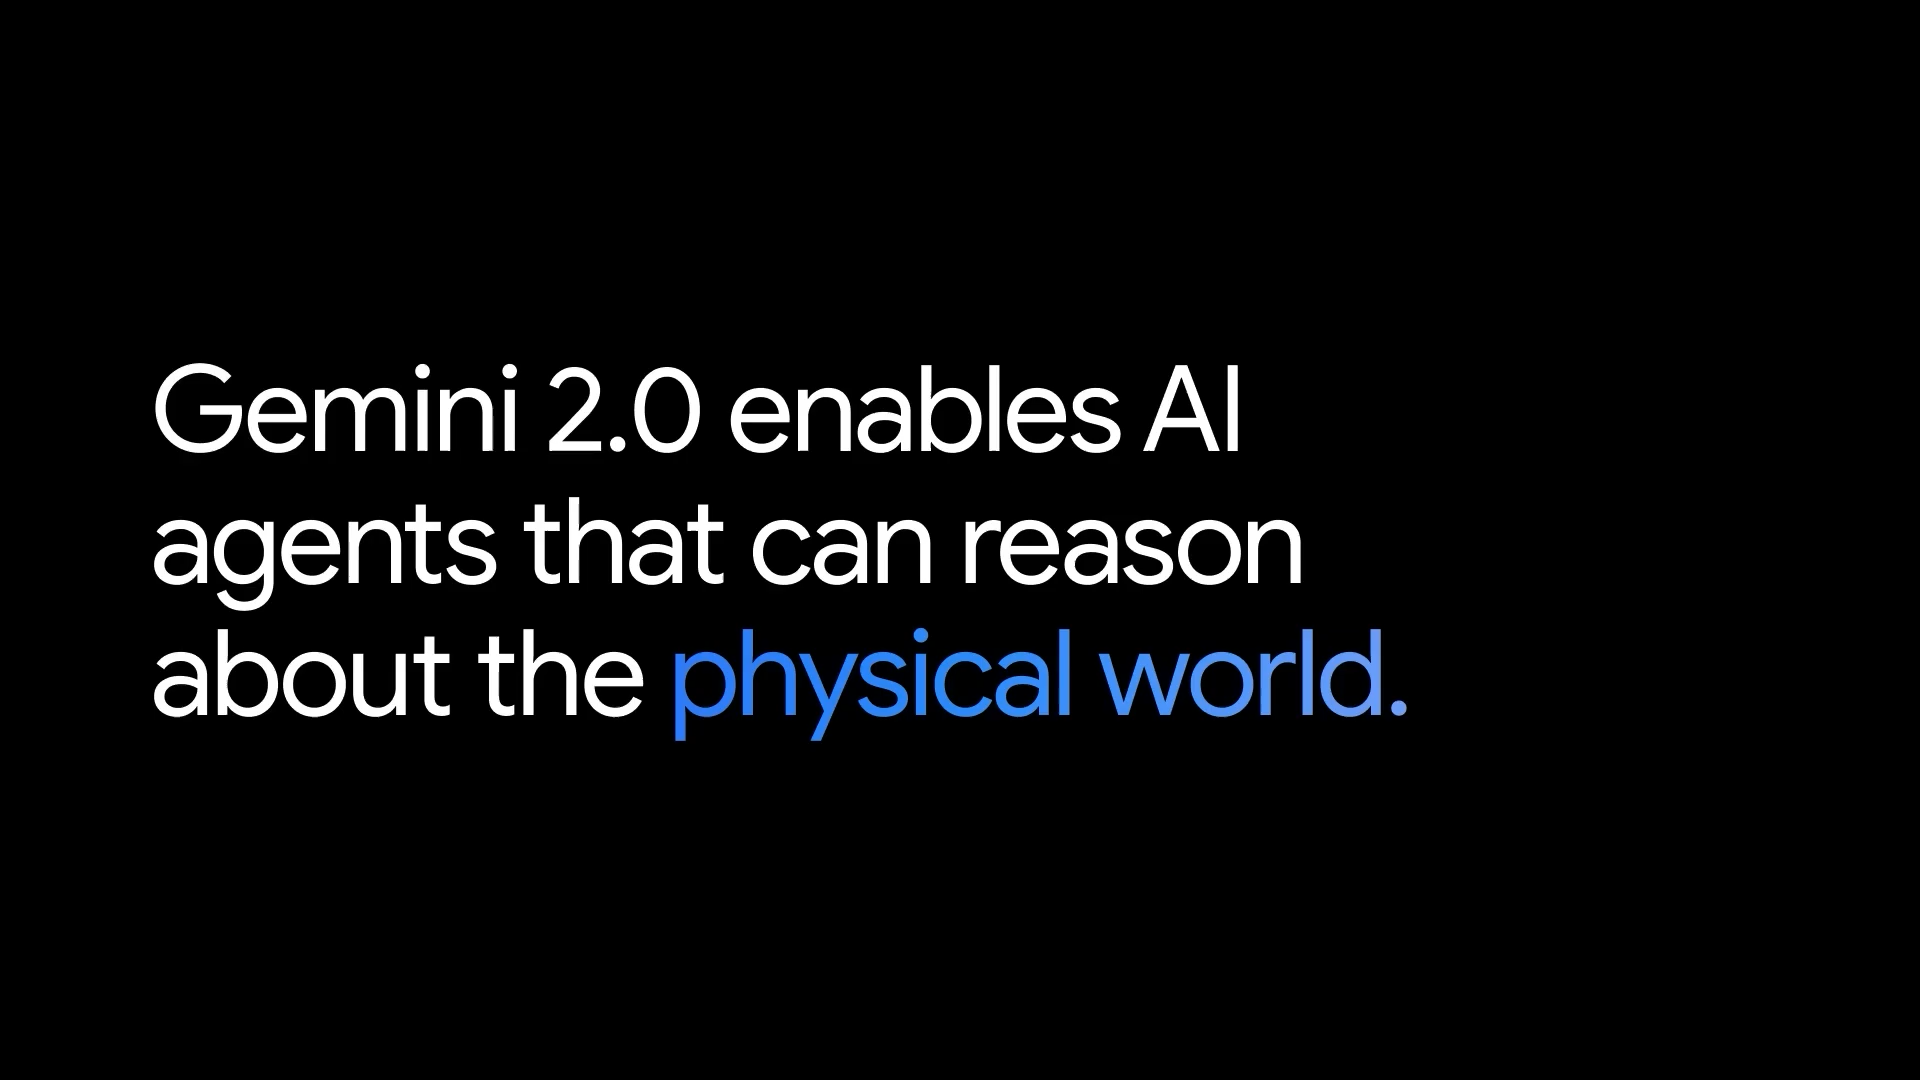 Gemini 2.0 enables AI
agents that can reason
about the physical world.